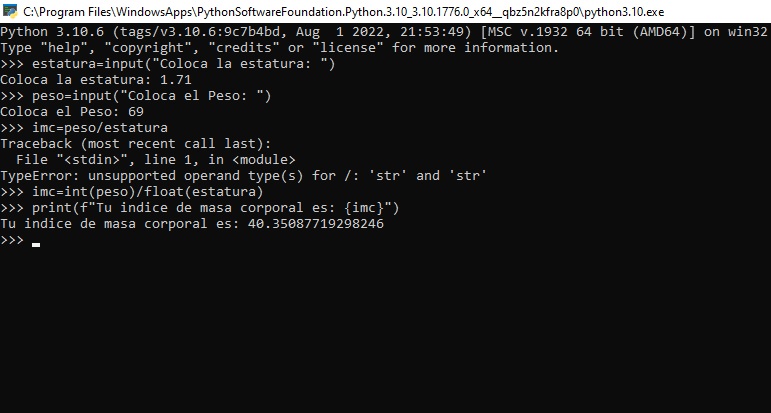 C:\Program Files\WindowsApps\PythonSoftwareFoundation.Python.3.10_3.10.1776.0_x64__qbz5n2kfra8p0\python3.10.exe
Python 3.10.6 (tags/v3.10.6:9c7b4bd, Aug  1 2022, 21:53:49) [MSC v.1932 64 bit (AMD64)] on win32
Type "help", "copyright", "credits" or "license" for more information.
>>> estatura=input("Coloca la estatura: ")
Coloca la estatura: 1.71
>>> peso=input("Coloca el Peso: ")
Coloca el Peso: 69
>>> imc=peso/estatura
Traceback (most recent call last):
  File "<stdin>", line 1, in <module>
TypeError: unsupported operand type(s) for /: 'str' and 'str'
>>> imc=int(peso)/float(estatura)
>>> print(f"Tu indice de masa corporal es: {imc}")
Tu indice de masa corporal es: 40.35087719298246
>>>